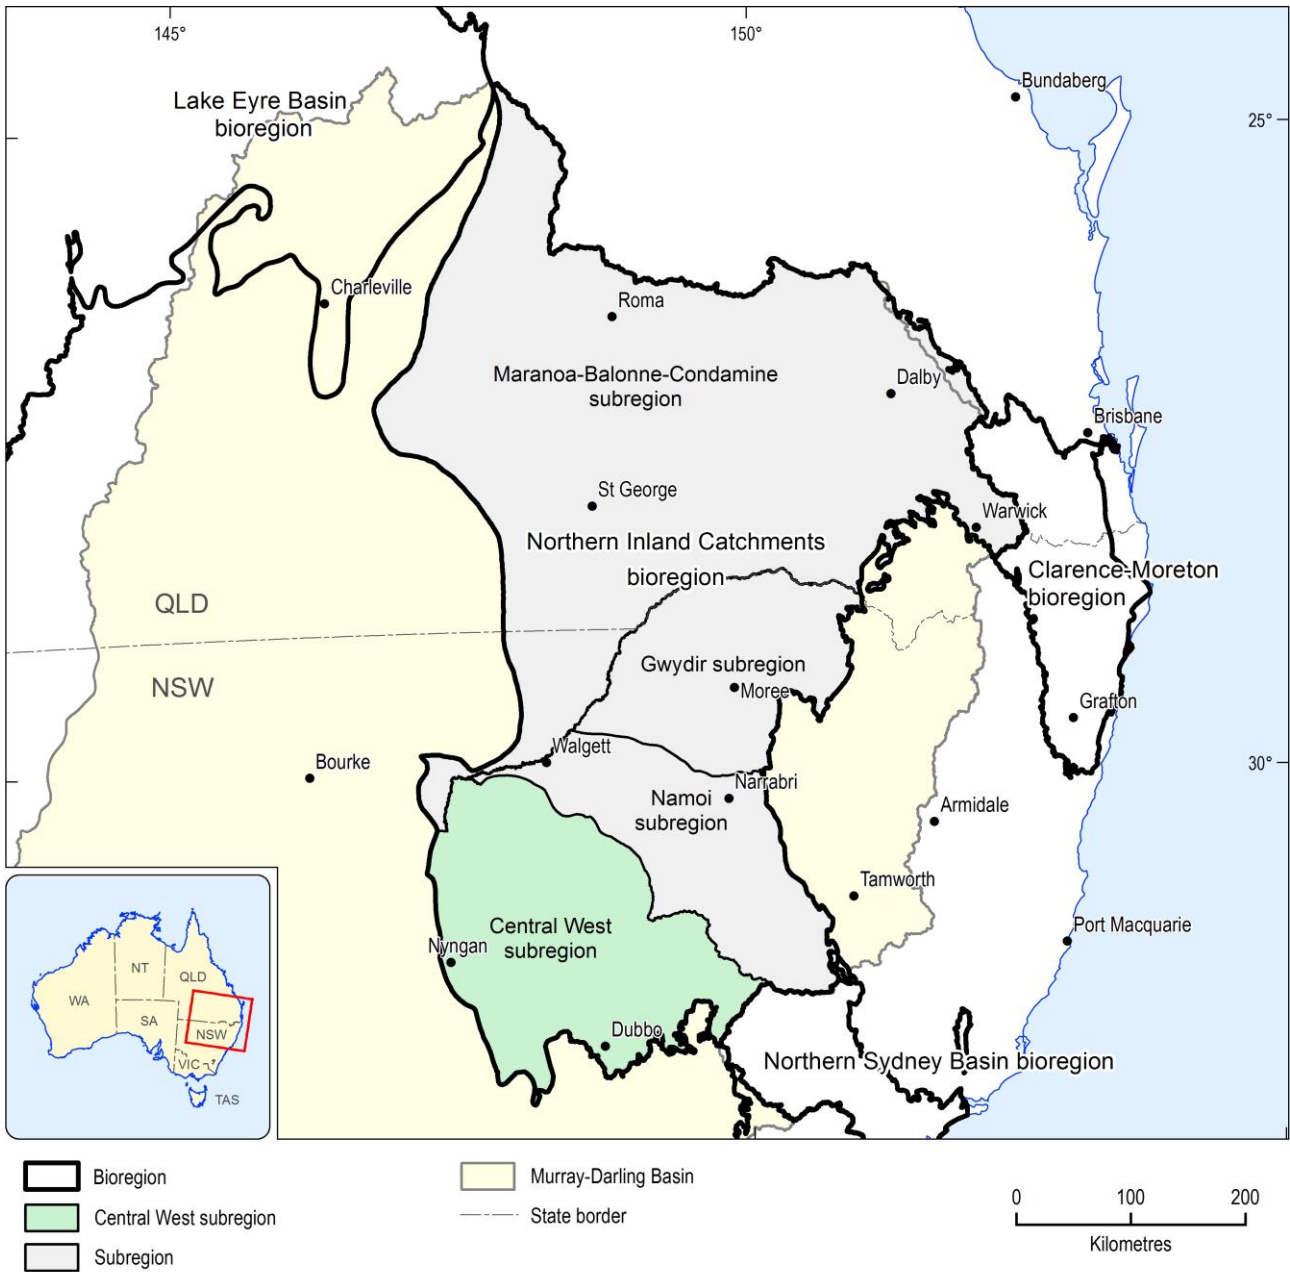 145°
150°
Bundaberg
25°
Lake Eyre Basin
bioregion
Charleville
Roma
Maranoa-Balonne-Condamine
subregion
Dalby
Brisbane
St George
Warwick
Northern Inland Catchments
bioregion
Clarence-Moreton
bioregion
QLD
NSW
Gwydir subregion
Moree
Grafton
Walgett
Bourke
30°
Narrabri
Namoi
subregion
Armidale
Tamworth
Central West
subregion
Nyngan
Port Macquarie
Dubbo
Northern Sydney Basin bioregion
NT
QLD
WA
SA
NSW
VIC
TAS
Bioregion
Central West subregion
Subregion
Murray-Darling Basin
State border
0 100 200
Kilometres